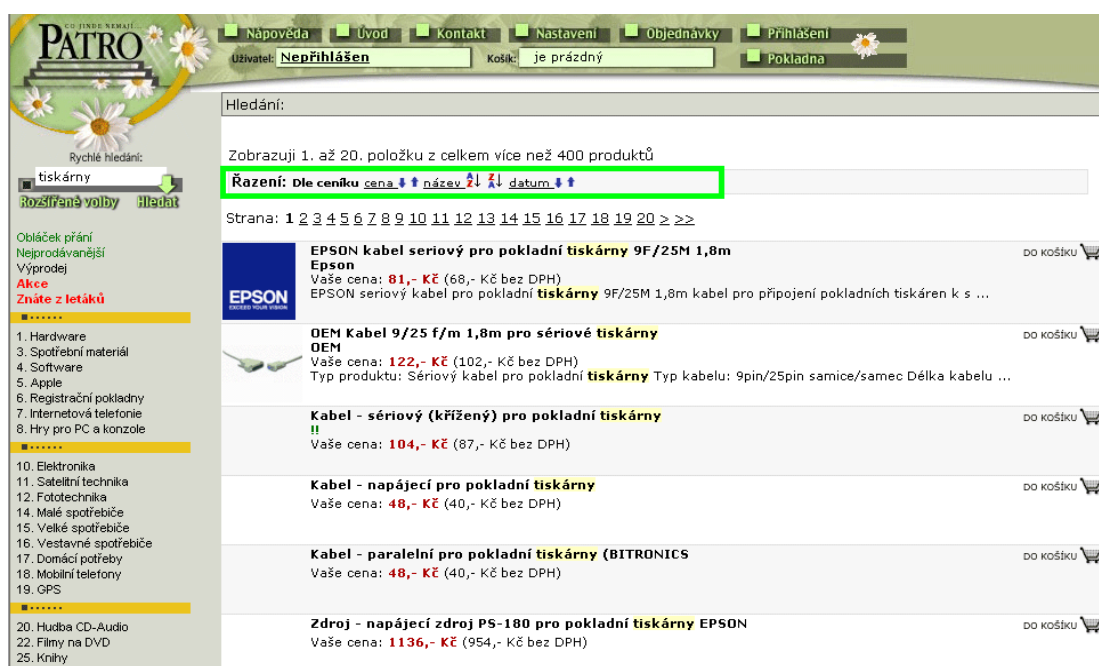 CO JINDE NEMAJÍ...
PATRO
Nápověda Úvod Kontakt Nastavení Objednávky Přihlášení
Uživatel: Nepřihlášen Košík: je prázdný Pokladna
Hledání:
Rychlé hledání:
tiskárny
Rozšířené volby Hledat
Obláček přání
Nejprodávanější
Výprodej
Akce
Znáte z letáků
1. Hardware
3. Spotřební materiál
4. Software
5. Apple
6. Registrační pokladny
7. Internetová telefonie
8. Hry pro PC a konzole
10. Elektronika
11. Satelitní technika
12. Fototechnika
14. Malé spotřebiče
15. Velké spotřebiče
16. Vestavné spotřebiče
17. Domácí potřeby
18. Mobilní telefony
19. GPS
20. Hudba CD-Audio
22. Filmy na DVD
25. Knihy
Zobrazuji 1. až 20. položku z celkem více než 400 produktů
Řazení: Dle ceníku cena název datum
Strana: 1 2 3 4 5 6 7 8 9 10 11 12 13 14 15 16 17 18 19 20 > >>
EPSON
EXCEED YOUR VISION
EPSON kabel seriový pro pokladní tiskárny 9F/25M 1,8m
DO KOŠÍKU
Epson
Vaše cena: 81,- Kč (68,- Kč bez DPH)
EPSON seriový kabel pro pokladní tiskárny 9F/25M 1,8m kabel pro připojení pokladních tiskáren k s ...
OEM Kabel 9/25 f/m 1,8m pro sériové tiskárny
DO KOŠÍKU
OEM
Vaše cena: 122,- Kč (102,- Kč bez DPH)
Typ produktu: Sériový kabel pro pokladní tiskárny Typ kabelu: 9pin/25pin samice/samec Délka kabelu ...
Kabel - sériový (křížený) pro pokladní tiskárny
DO KOŠÍKU
!!
Vaše cena: 104,- Kč (87,- Kč bez DPH)
Kabel - napájecí pro pokladní tiskárny
DO KOŠÍKU
Vaše cena: 48,- Kč (40,- Kč bez DPH)
Kabel - paralelní pro pokladní tiskárny (BITRONICS
DO KOŠÍKU
Vaše cena: 48,- Kč (40,- Kč bez DPH)
Zdroj - napájecí zdroj PS-180 pro pokladní tiskárny EPSON
DO KOŠÍKU
Vaše cena: 1136,- Kč (954,- Kč bez DPH)